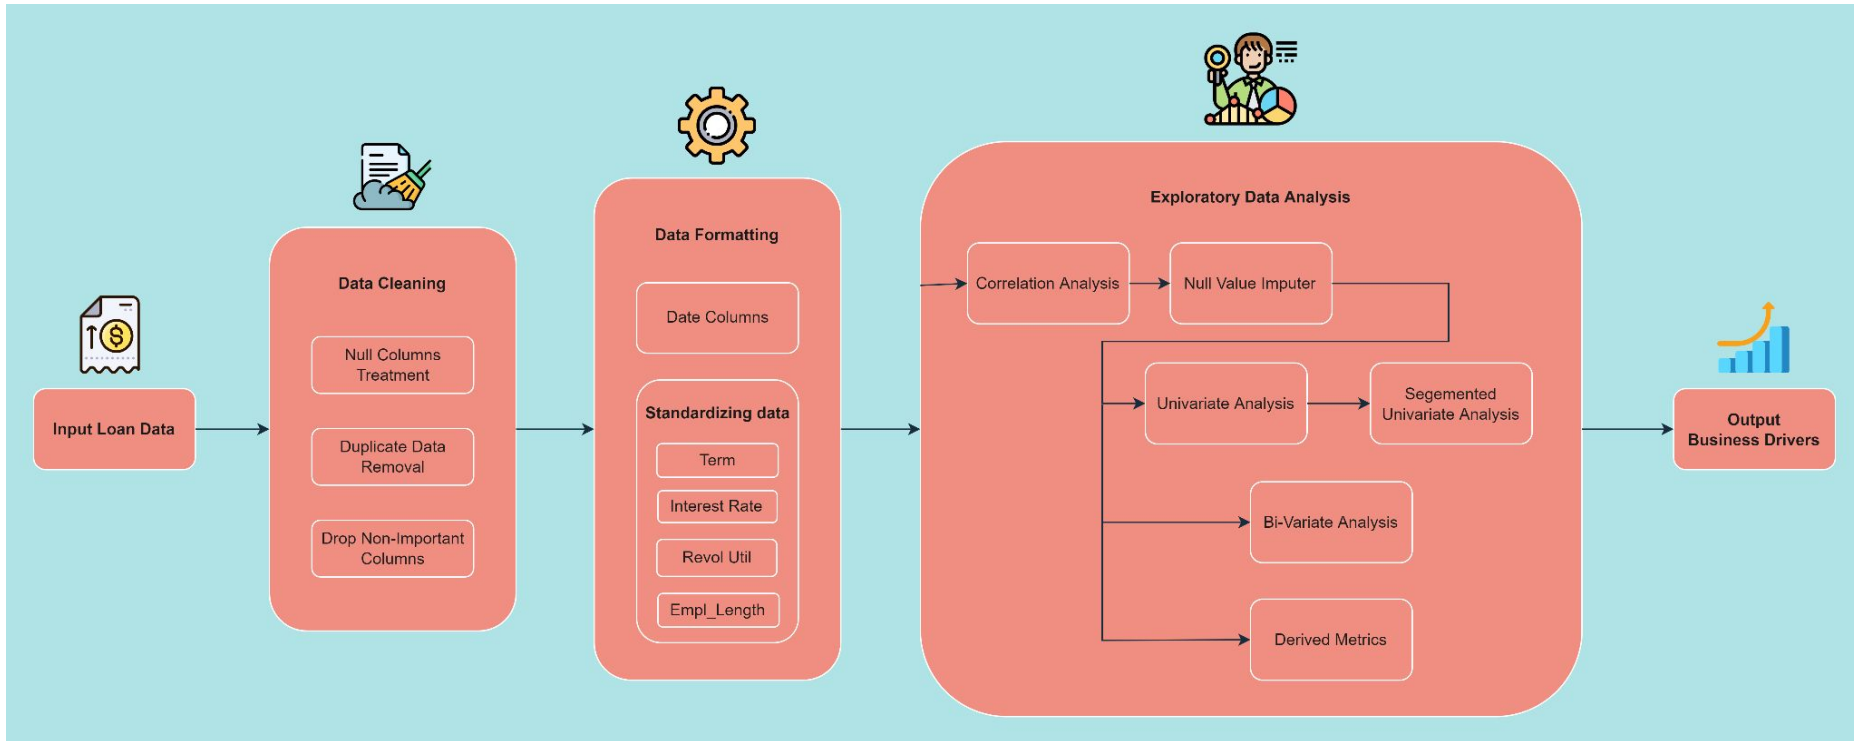 Input Loan Data
Data Cleaning
Null Columns
Treatment
Duplicate Data
Removal
Drop Non-Important
Columns
Data Formatting
Date Columns
Standardizing data
Term
Interest Rate
Revol Util
Empl_Length
Exploratory Data Analysis
Correlation Analysis
Null Value Imputer
Univariate Analysis
Segemented
Univariate Analysis
Bi-Variate Analysis
Derived Metrics
Output
Business Drivers